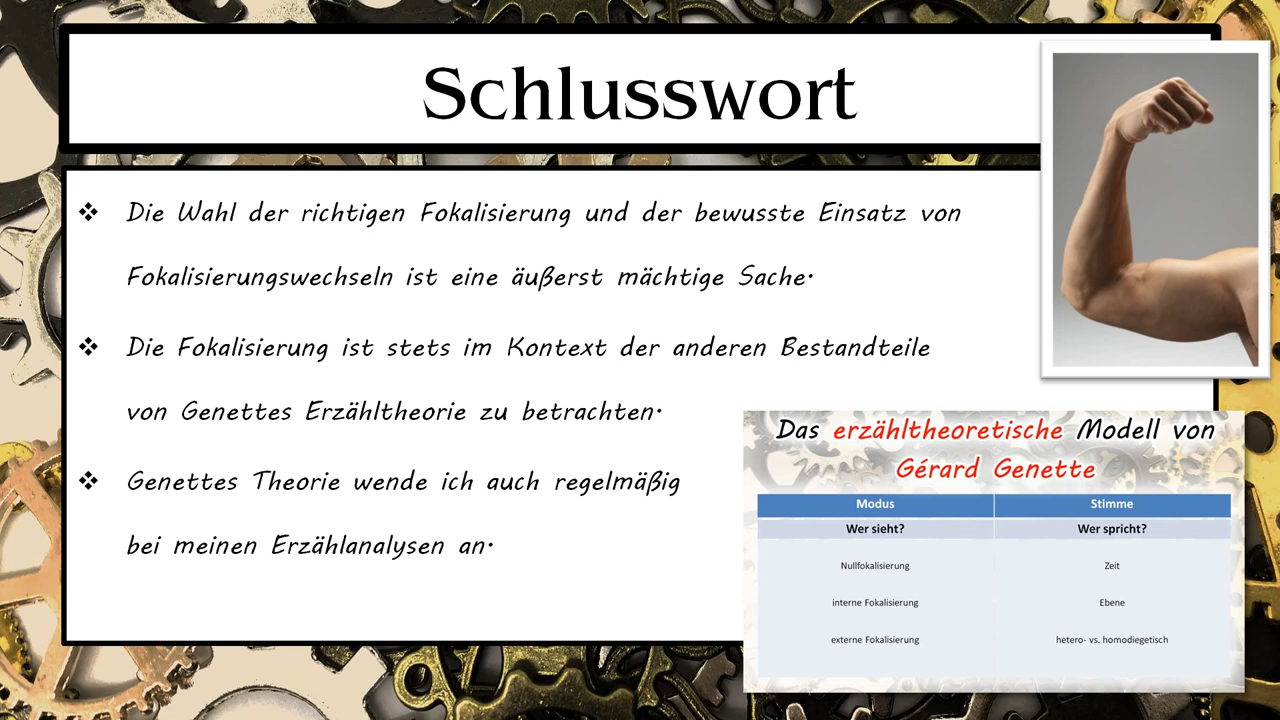 Schlusswort
❖ Die Wahl der richtigen Fokalisierung und der bewusste Einsatz von
Fokalisierungswechseln ist eine äußerst mächtige Sache.
❖ Die Fokalisierung ist stets im Kontext der anderen Bestandteile
von Genettes Erzähltheorie zu betrachten.
❖ Genettes Theorie wende ich auch regelmäßig
bei meinen Erzählanalysen an.
Das erzähltheoretische Modell von
Gérard Genette
Modus Stimme
Wer sieht? Wer spricht?
Nullfokalisierung Zeit
interne Fokalisierung Ebene
externe Fokalisierung hetero- vs. homodiegetisch